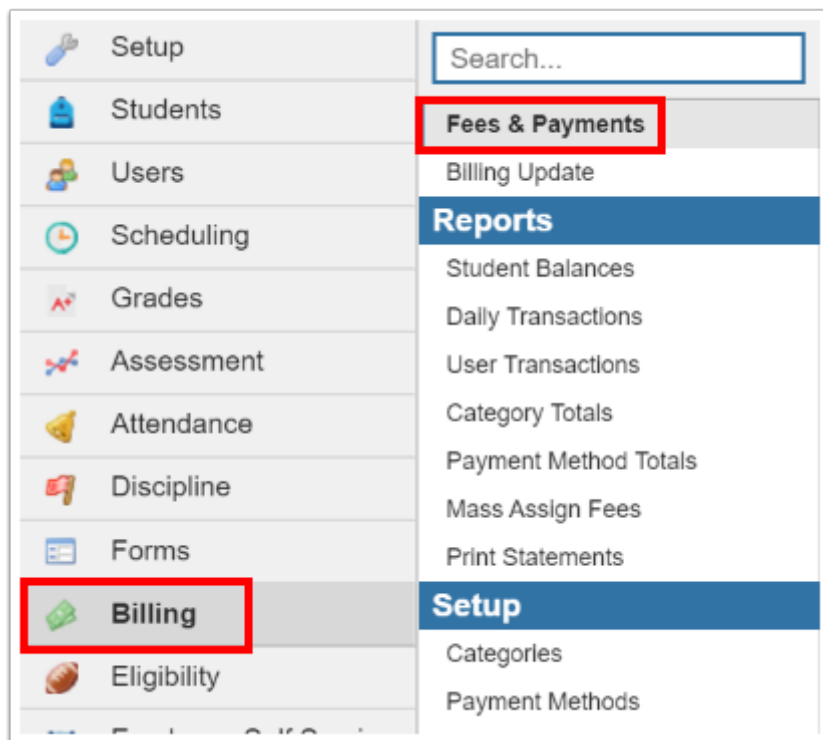 Setup
Students
Users
Scheduling
Grades
A+
Assessment
Attendance
Discipline
Forms
Billing
Eligibility
Search...
Fees & Payments
Billing Update
Reports
Student Balances
Daily Transactions
User Transactions
Category Totals
Payment Method Totals
Mass Assign Fees
Print Statements
Setup
Categories
Payment Methods